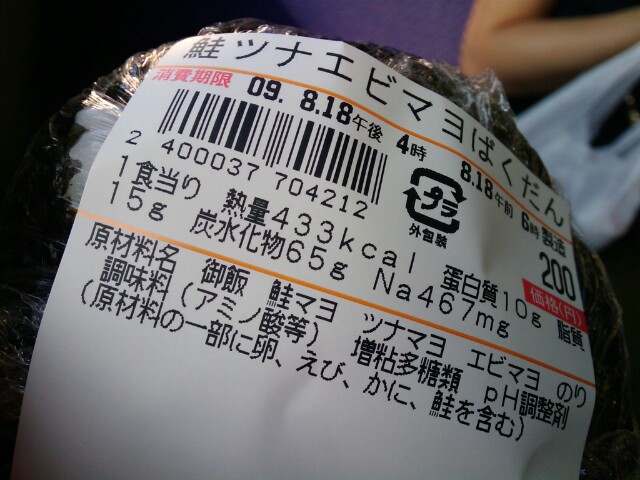 鮭ツナエビマヨばくだん
消費期限 09. 8.18午後 4時 8.18午前 6時製造
2 400037 704212
プラ
外包装
200
価格(円)
1食当り 熱量433kcal 蛋白質10g 脂質
15g 炭水化物65g Na467mg
原材料名 御飯 鮭マヨ ツナマヨ エビマヨ のり
調味料(アミノ酸等) 増粘多糖類 pH調整剤
(原材料の一部に卵、えび、かに、鮭を含む)